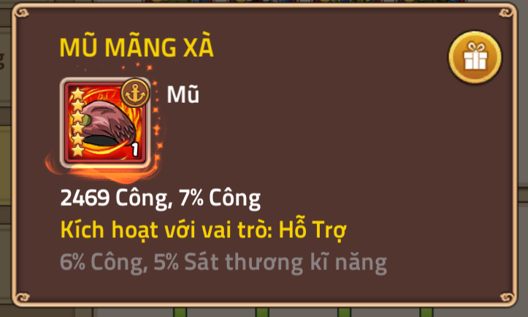 MŨ MÃNG XÀ
Mũ
1
2469 Công, 7% Công
Kích hoạt với vai trò: Hỗ Trợ
6% Công, 5% Sát thương kĩ năng